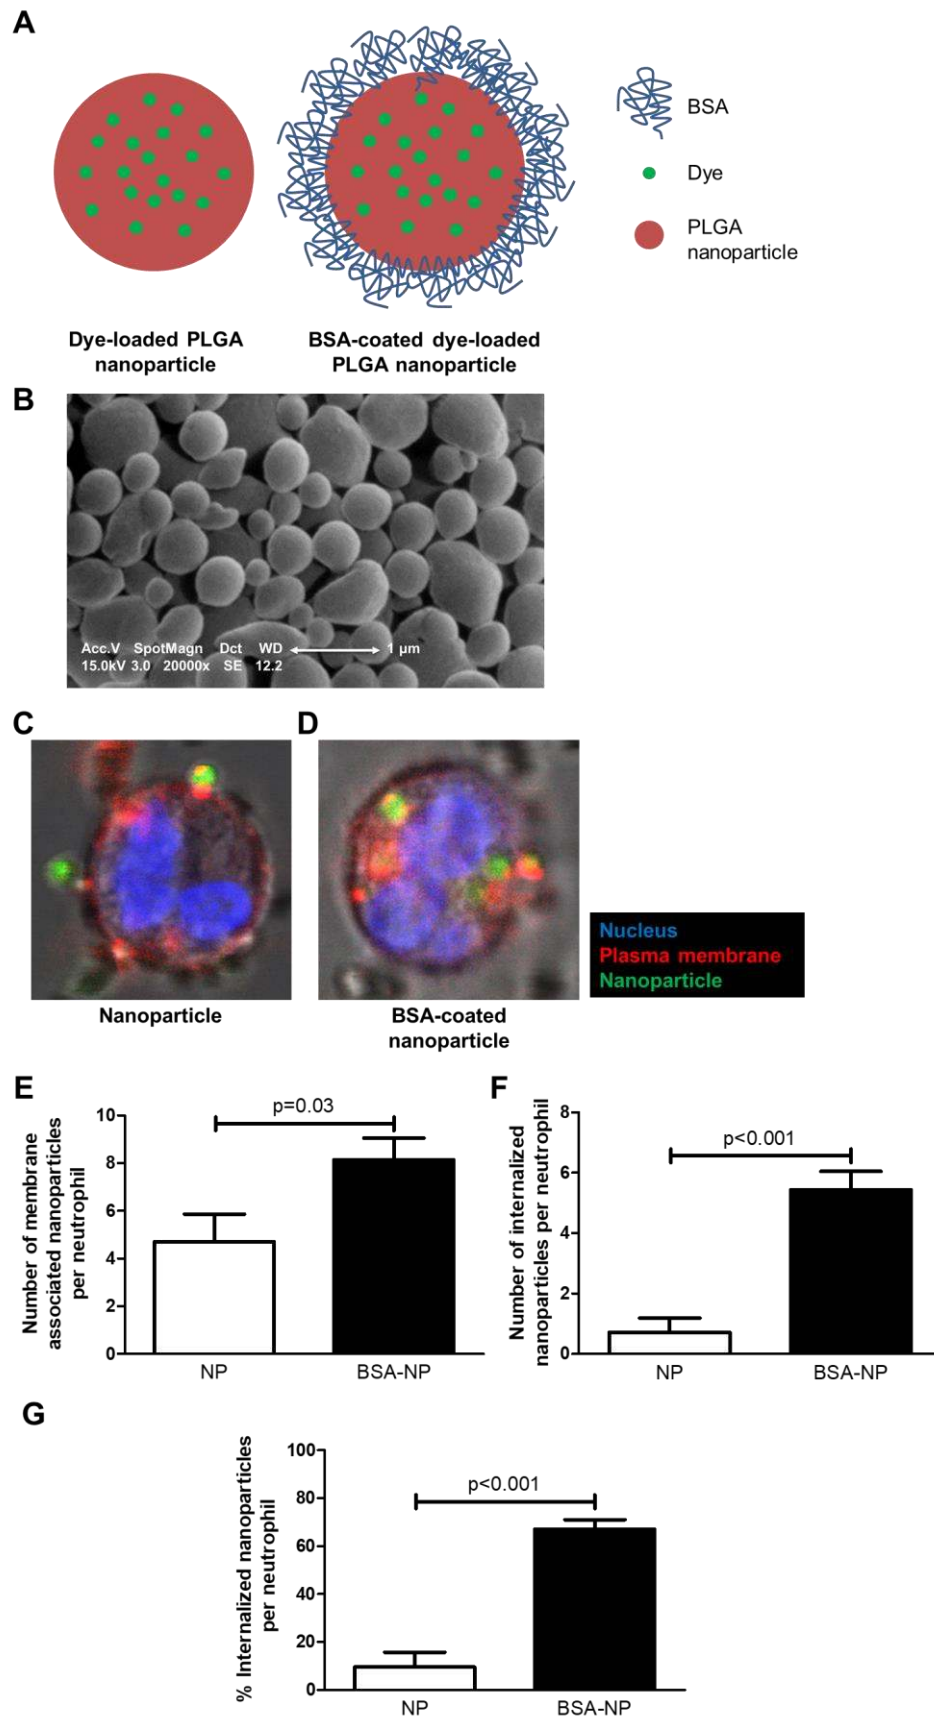 A
BSA
Dye
PLGA
nanoparticle
Dye-loaded PLGA
nanoparticle
BSA-coated dye-loaded
PLGA nanoparticle
B
Acc.V SpotMagn Dct WD 1 µm
15.0kV 3.0 20000x SE 12.2
C
D
Nucleus
Plasma membrane
Nanoparticle
Nanoparticle
BSA-coated
nanoparticle
E
Number of membrane
associated nanoparticles
per neutrophil
10
8
6
4
2
0
p=0.03
NP
BSA-NP
F
Number of internalized
nanoparticles per neutrophil
8
6
4
2
0
p<0.001
NP
BSA-NP
G
% Internalized nanoparticles
per neutrophil
100
80
60
40
20
0
p<0.001
NP
BSA-NP